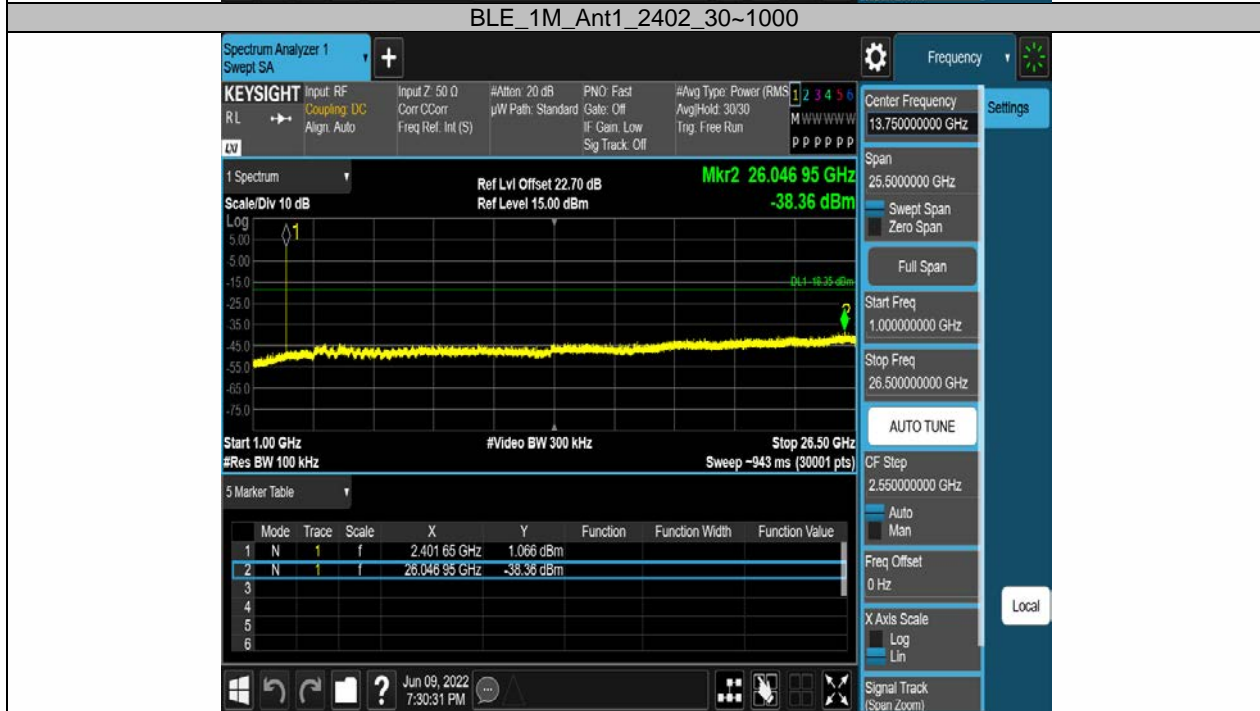 BLE_1M_Ant1_2402_30~1000
Spectrum Analyzer 1
Swept SA
+
Frequency
KEYSIGHT
RL
LXI
Input: RF
Coupling: DC
Align: Auto
Input Z: 50 Ω
Corr CCorr
Freq Ref: Int (S)
#Atten: 20 dB
µW Path: Standard
PNO: Fast
Gate: Off
IF Gain: Low
Sig Track: Off
#Avg Type: Power (RMS
Avg|Hold: 30/30
Trig: Free Run
1 2 3 4 5 6
M W W W W W
P P P P P P
Center Frequency
13.750000000 GHz
Settings
Span
25.5000000 GHz
Swept Span
Zero Span
Full Span
Start Freq
1.000000000 GHz
Stop Freq
26.500000000 GHz
AUTO TUNE
CF Step
2.550000000 GHz
Auto
Man
Freq Offset
0 Hz
X Axis Scale
Log
Lin
Signal Track
(Span Zoom)
Local
1 Spectrum
Scale/Div 10 dB
Ref Lvl Offset 22.70 dB
Ref Level 15.00 dBm
Mkr2 26.046 95 GHz
-38.36 dBm
Log
1
5.00
-5.00
-15.0
DL1 -18.35 dBm
-25.0
2
-35.0
-45.0
-55.0
-65.0
-75.0
Start 1.00 GHz
#Video BW 300 kHz
Stop 26.50 GHz
#Res BW 100 kHz
Sweep ~943 ms (30001 pts)
5 Marker Table
Mode Trace Scale X Y Function Function Width Function Value
1 N 1 f 2.401 65 GHz 1.066 dBm
2 N 1 f 26.046 95 GHz -38.36 dBm
3
4
5
6
?
Jun 09, 2022
7:30:31 PM